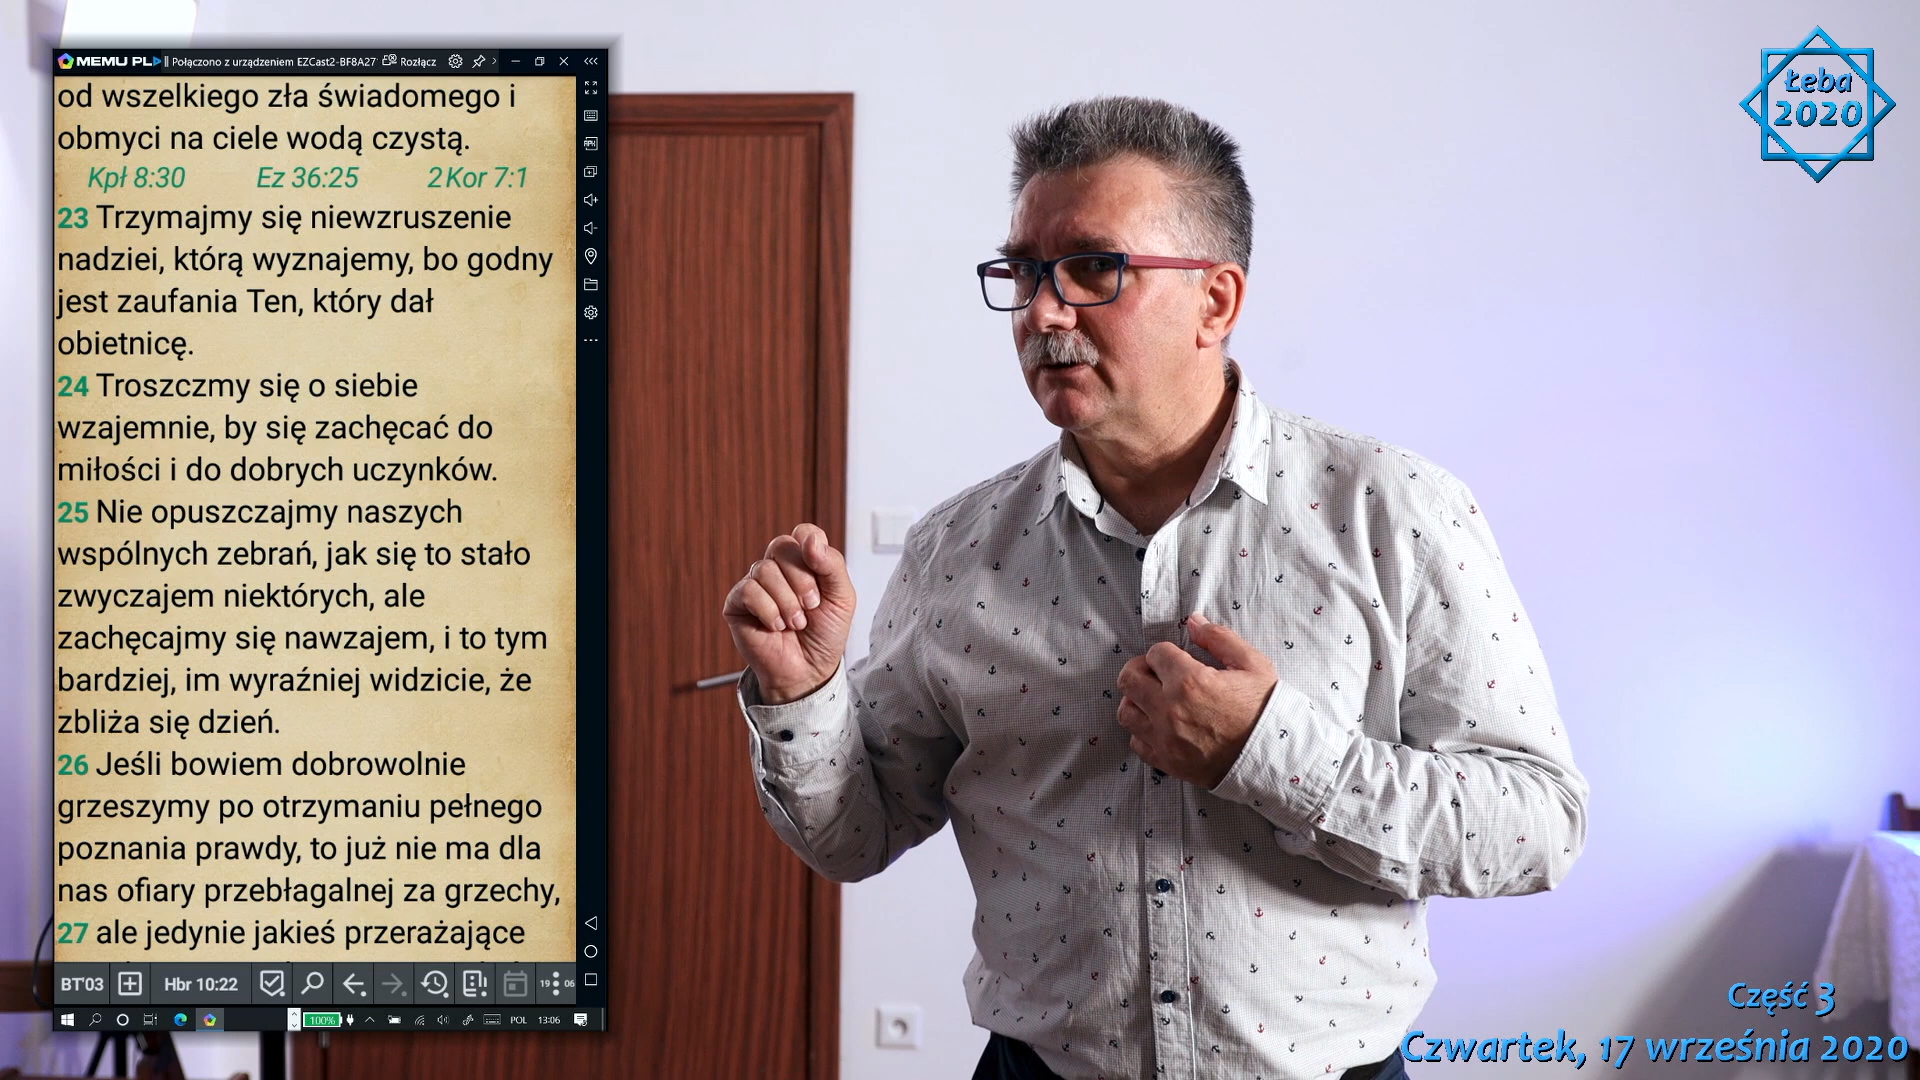 MEMU PL
Połączono z urządzeniem EZCast2-BF8A27
Rozłącz
od wszelkiego zła świadomego i
obmyci na ciele wodą czystą.
Kpł 8:30 Ez 36:25 2Kor 7:1
23 Trzymajmy się niewzruszenie
nadziei, którą wyznajemy, bo godny
jest zaufania Ten, który dał
obietnicę.
24 Troszczmy się o siebie
wzajemnie, by się zachęcać do
miłości i do dobrych uczynków.
25 Nie opuszczajmy naszych
wspólnych zebrań, jak się to stało
zwyczajem niektórych, ale
zachęcajmy się nawzajem, i to tym
bardziej, im wyraźniej widzicie, że
zbliża się dzień.
26 Jeśli bowiem dobrowolnie
grzeszymy po otrzymaniu pełnego
poznania prawdy, to już nie ma dla
nas ofiary przebłagalnej za grzechy,
27 ale jedynie jakieś przerażające
BT'03 Hbr 10:22 19 06
100% POL 13:06
Łeba
2020
Część 3
Czwartek, 17 września 2020